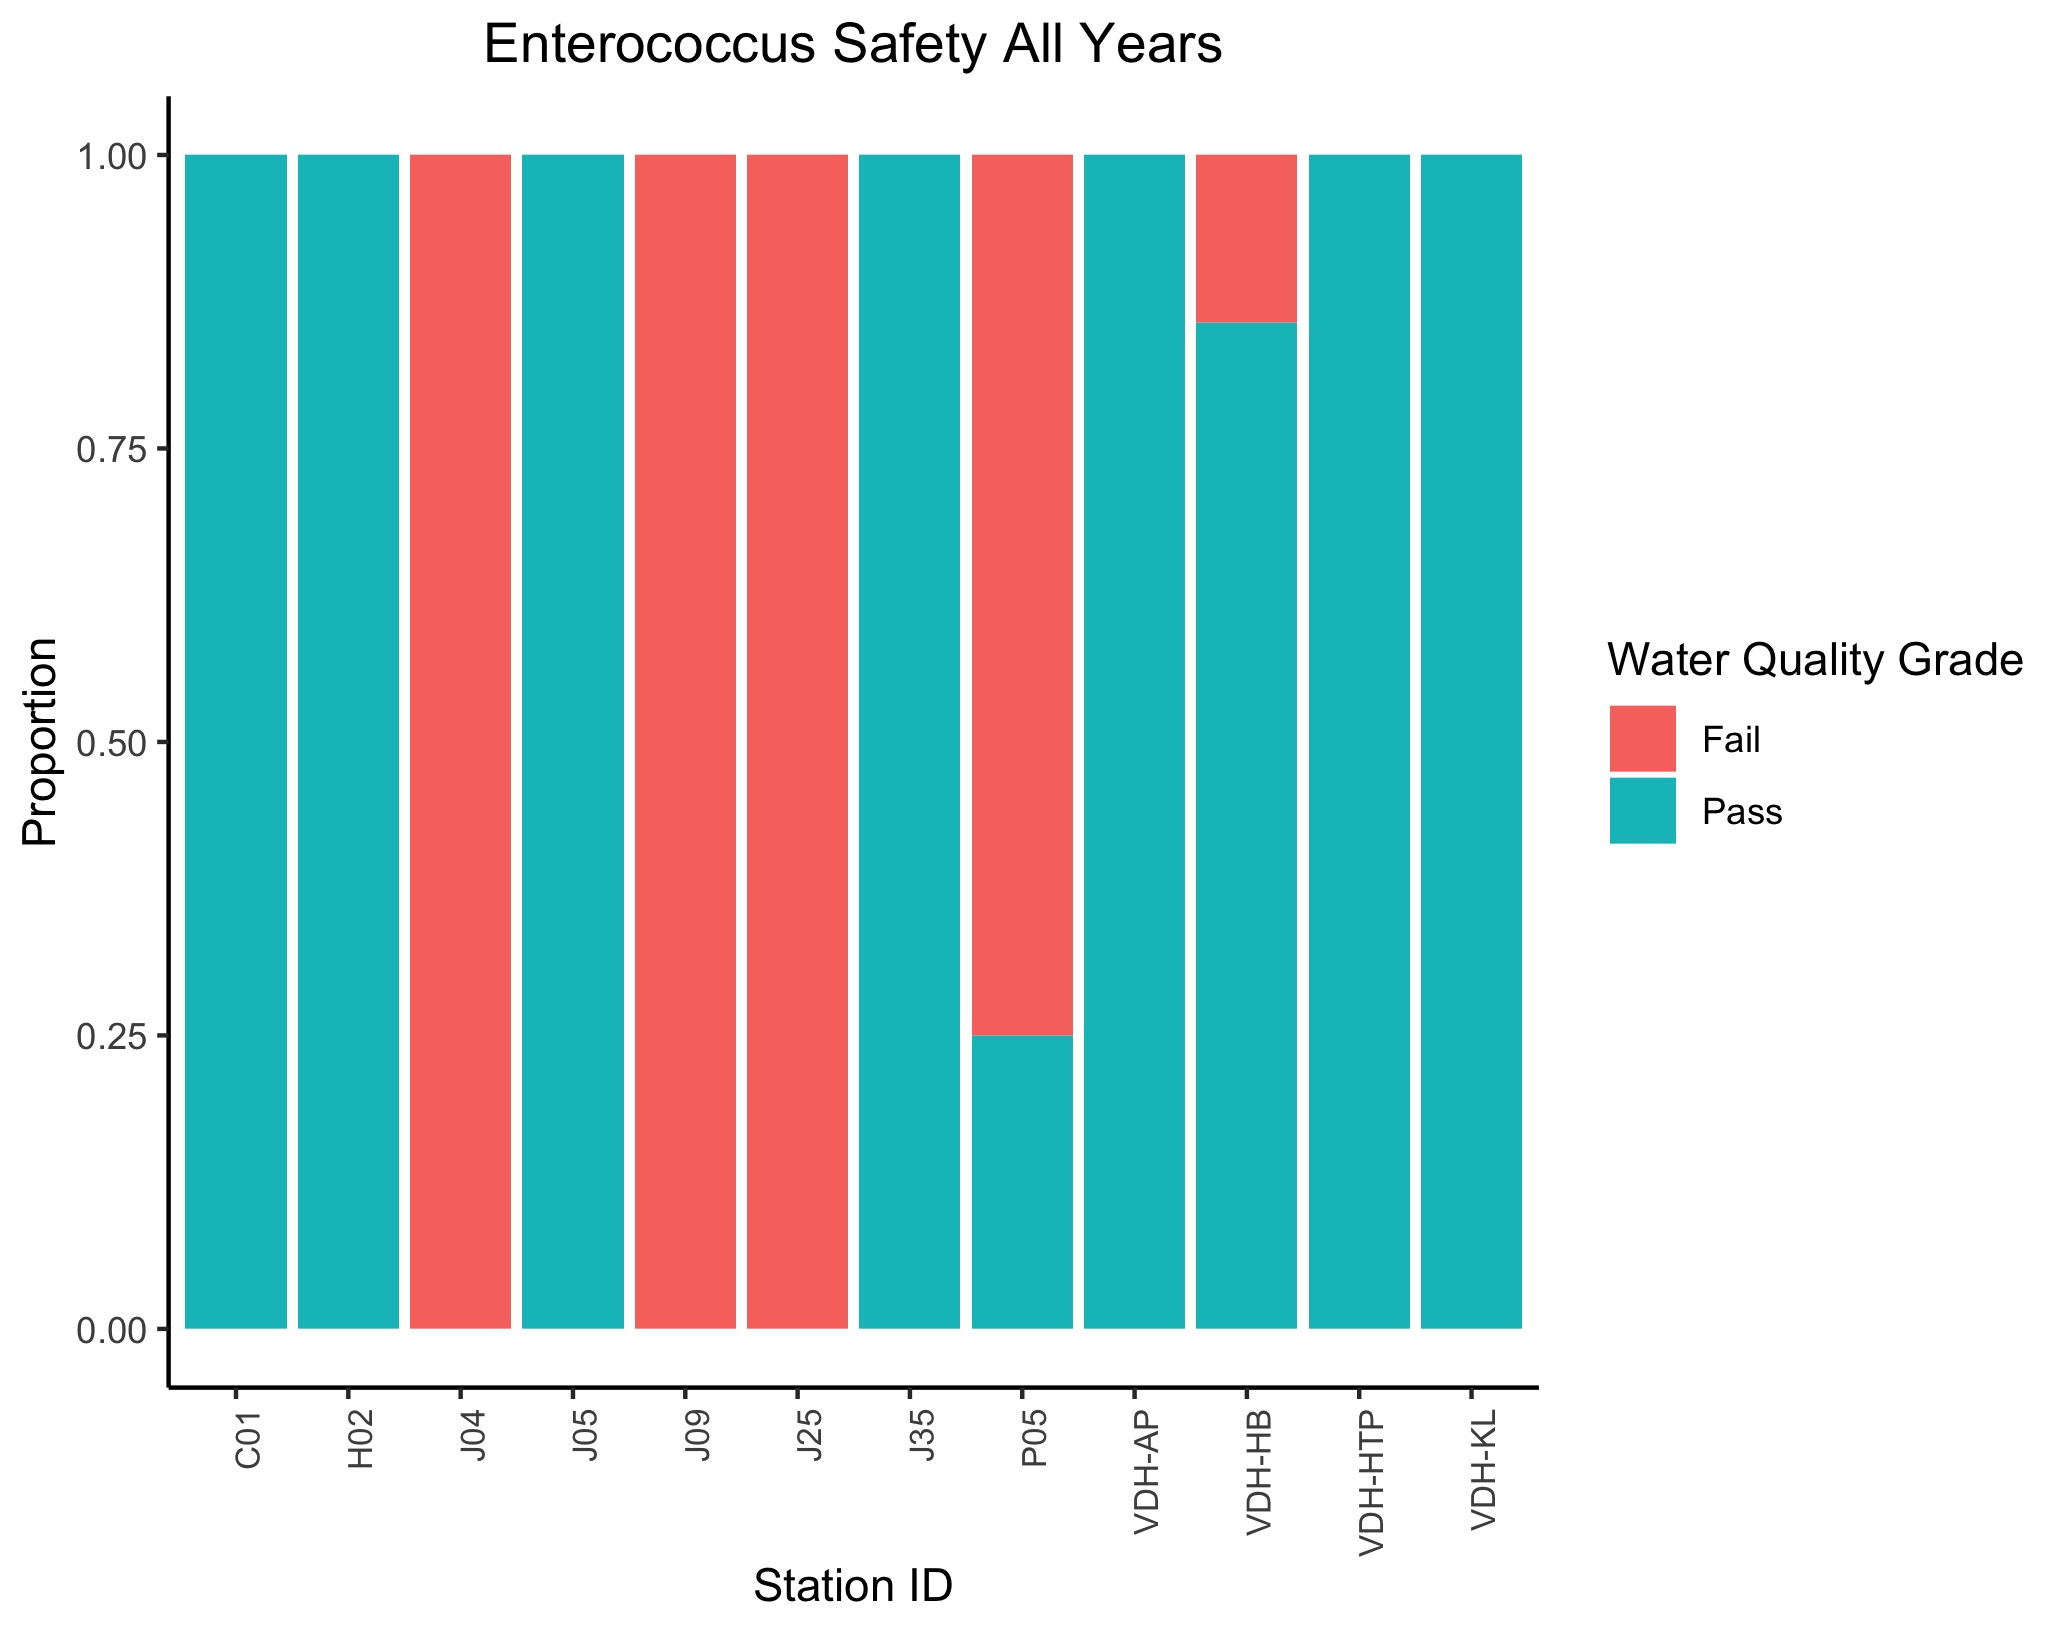 Enterococcus Safety All Years
1.00
0.75
0.50
0.25
0.00
Proportion
C01
H02
J04
J05
J09
J25
J35
P05
VDH-AP
VDH-HB
VDH-HTP
VDH-KL
Station ID
Water Quality Grade
Fail
Pass